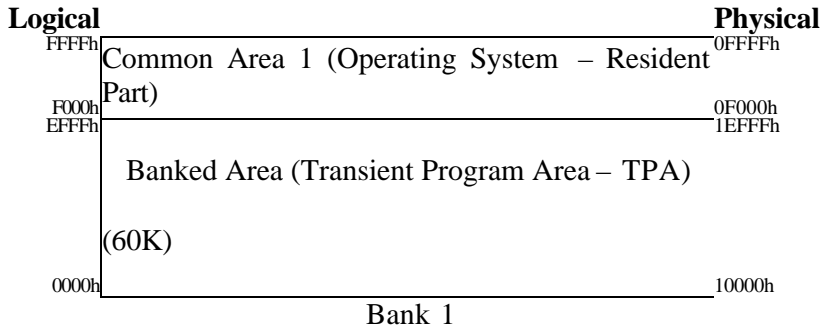 Logical Physical
FFFFh 0FFFFh
Common Area 1 (Operating System – Resident
Part)
F000h 0F000h
EFFFh 1EFFFh
Banked Area (Transient Program Area – TPA)
(60K)
0000h 10000h
Bank 1